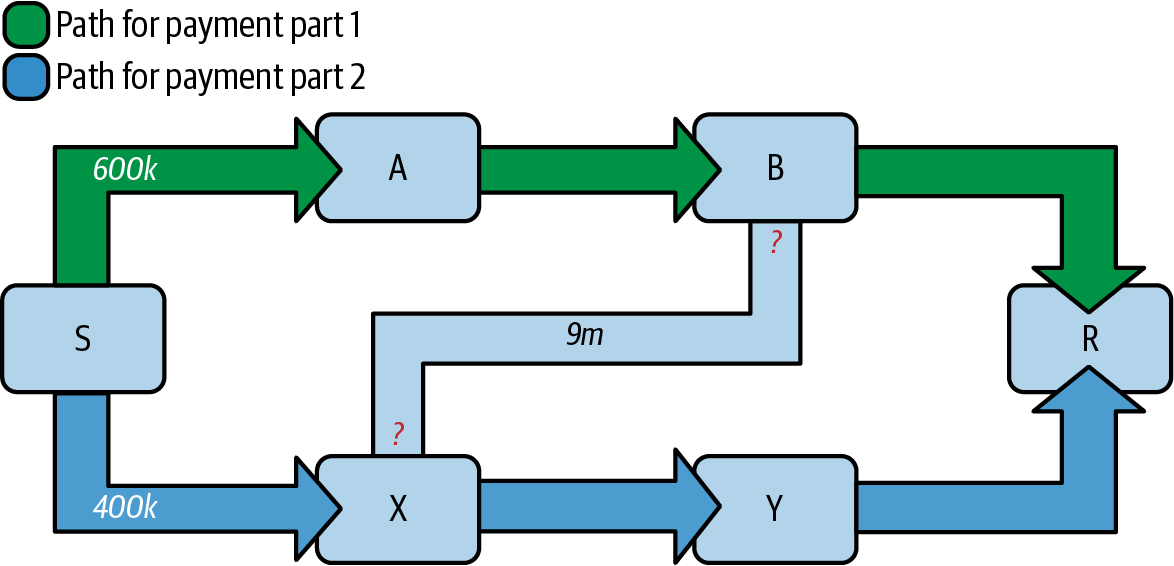 Path for payment part 1
Path for payment part 2
600k
A
B
?
S
9m
R
?
400k
X
Y